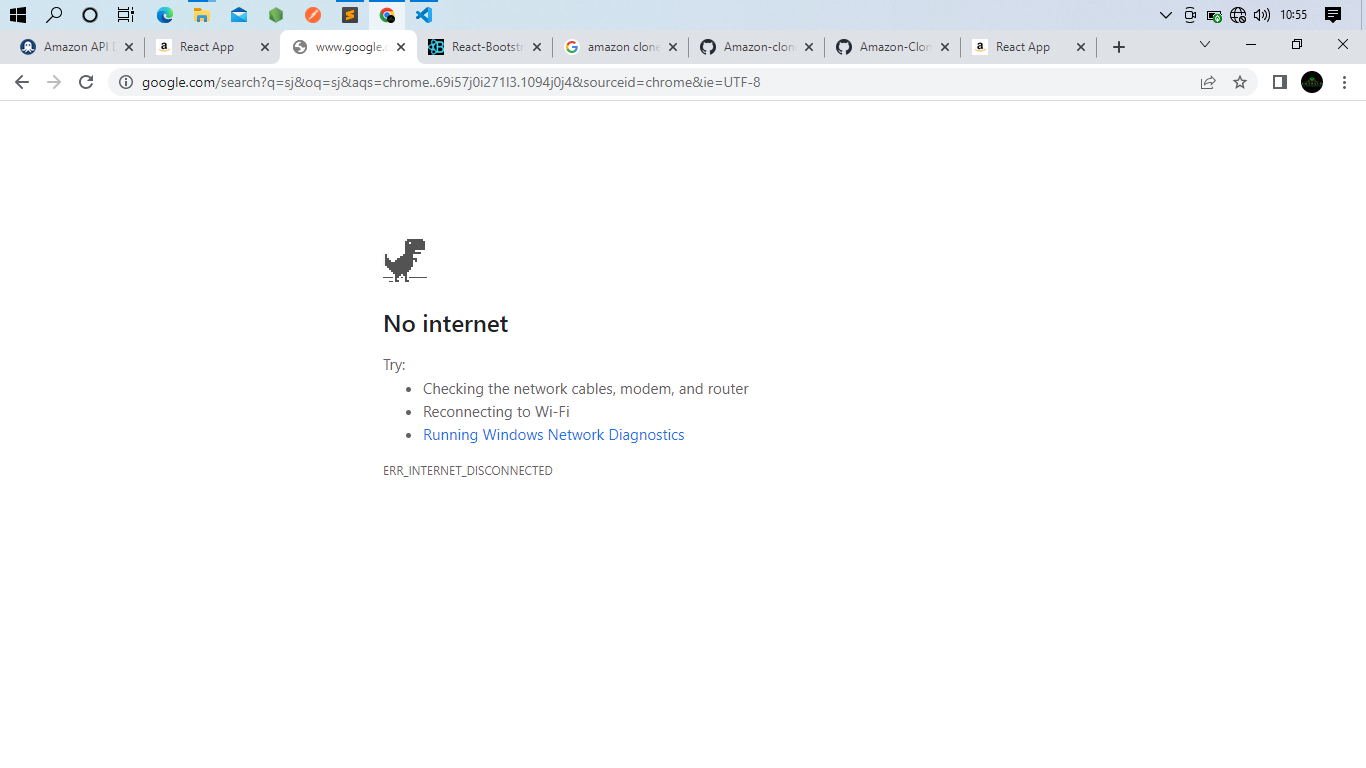 10:55
Amazon API
React App
www.google.
React-Bootst
amazon clone
Amazon-clon
Amazon-Clon
React App
google.com/search?q=sj&oq=sj&aqs=chrome..69i57j0i271l3.1094j0j4&sourceid=chrome&ie=UTF-8
No internet
Try:
• Checking the network cables, modem, and router
• Reconnecting to Wi-Fi
• Running Windows Network Diagnostics
ERR_INTERNET_DISCONNECTED